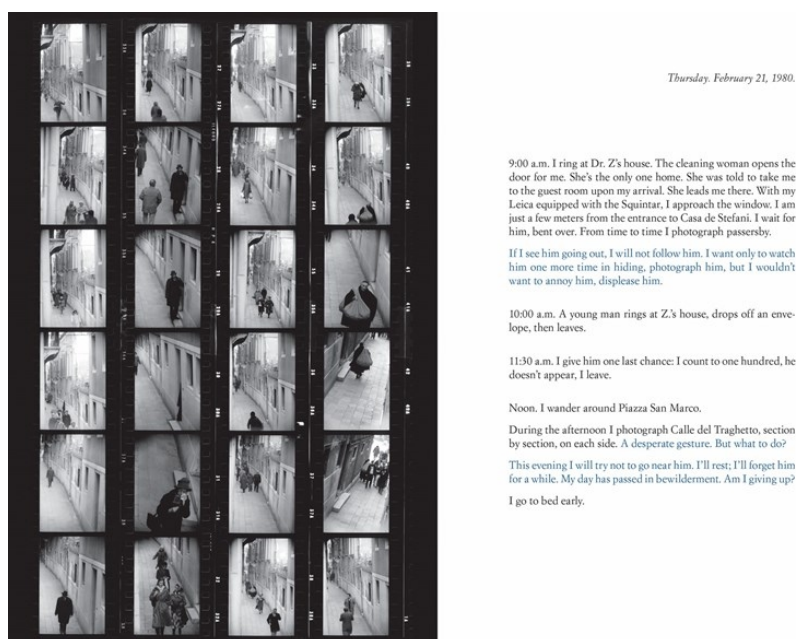 Thursday. February 21, 1980.
9:00 a.m. I ring at Dr. Z's house. The cleaning woman opens the
door for me. She's the only one home. She was told to take me
to the guest room upon my arrival. She leads me there. With my
Leica equipped with the Squintar, I approach the window. I am
just a few meters from the entrance to Casa de Stefani. I wait for
him, bent over. From time to time I photograph passersby.
If I see him going out, I will not follow him. I want only to watch
him one more time in hiding, photograph him, but I wouldn't
want to annoy him, displease him.
10:00 a.m. A young man rings at Z.'s house, drops off an enve-
lope, then leaves.
11:30 a.m. I give him one last chance: I count to one hundred, he
doesn't appear, I leave.
Noon. I wander around Piazza San Marco.
During the afternoon I photograph Calle del Traghetto, section
by section, on each side. A desperate gesture. But what to do?
This evening I will try not to go near him. I'll rest; I'll forget him
for a while. My day has passed in bewilderment. Am I giving up?
I go to bed early.